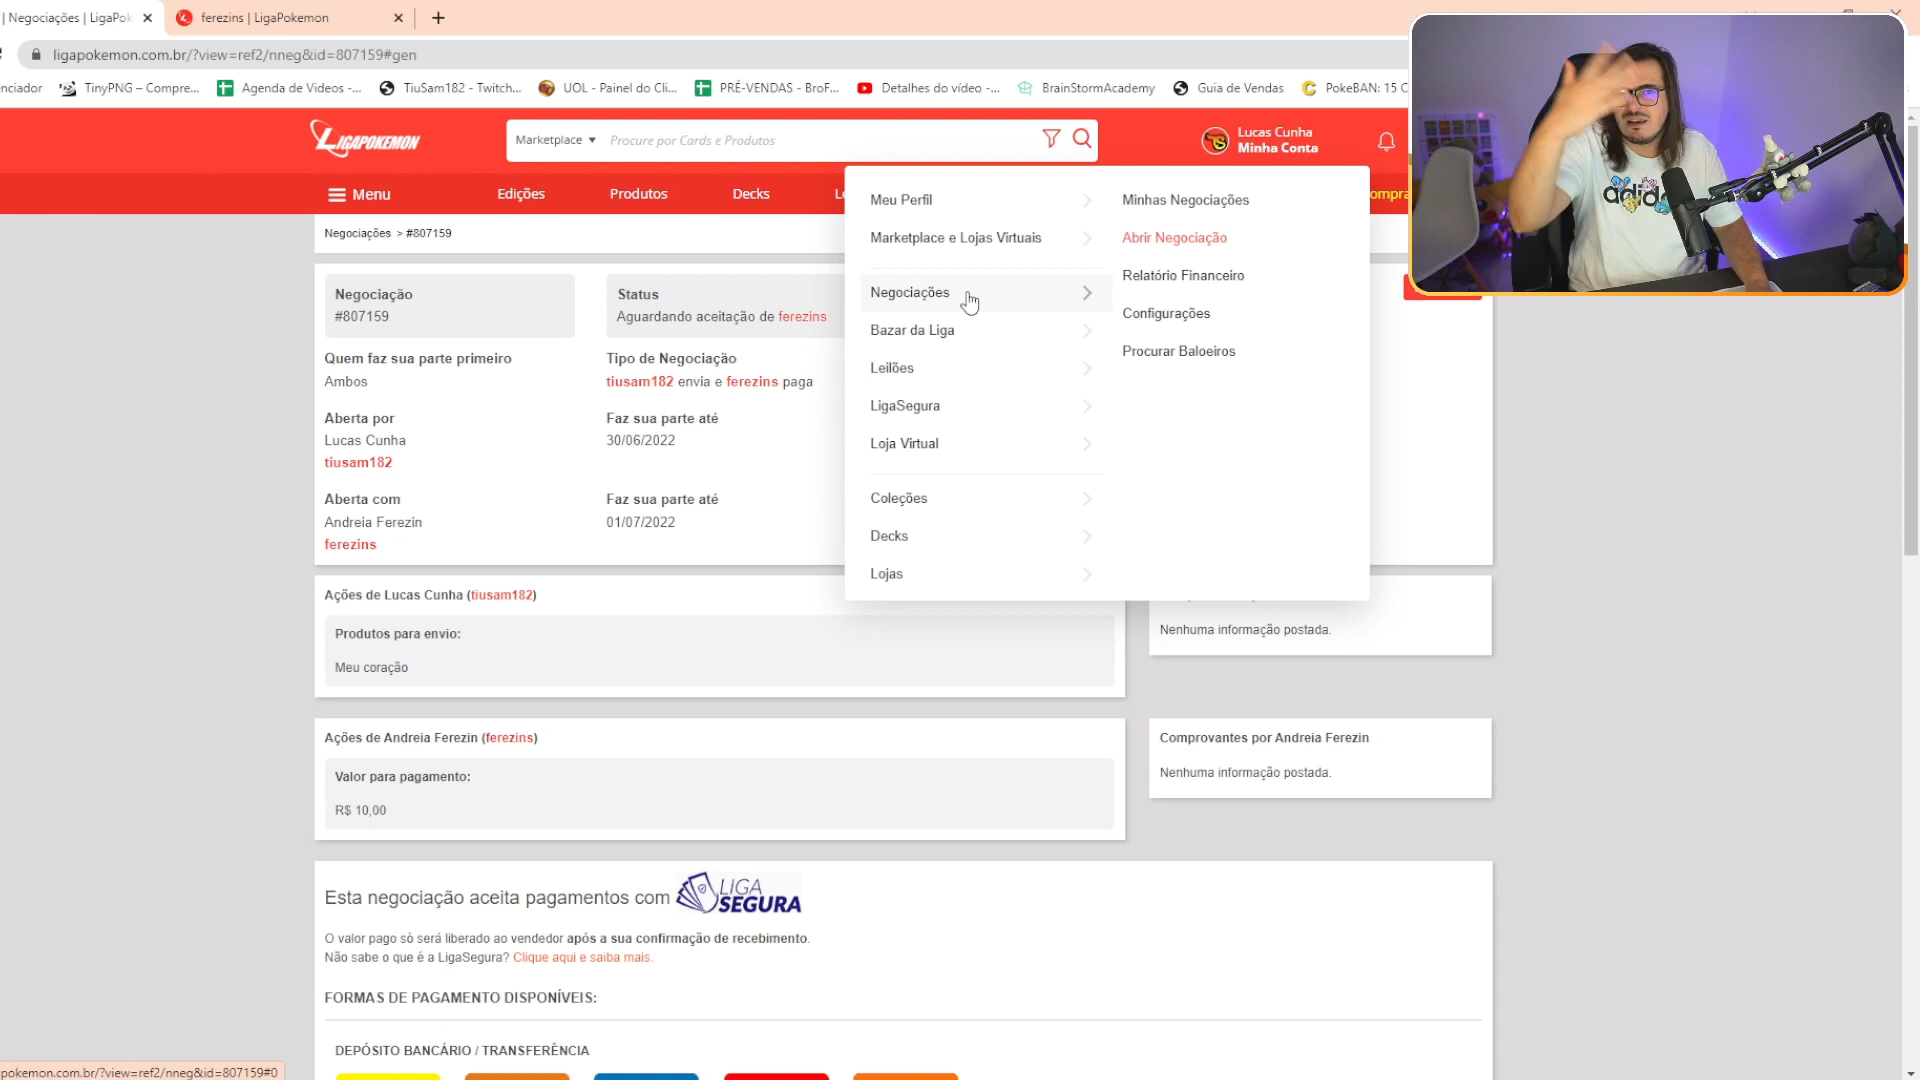 | Negociações | LigaPok
ferezins | LigaPokemon
ligapokemon.com.br/?view=ref2/nneg&id=807159#gen
enciador
TinyPNG – Compre...
Agenda de Videos -...
TiuSam182 - Twitch...
UOL - Painel do Cli...
PRÉ-VENDAS - BroF...
Detalhes do vídeo -...
BrainStormAcademy
Guia de Vendas
PokeBAN: 15 C
LIGAPOKEMON
Marketplace
Procure por Cards e Produtos
Lucas Cunha
Minha Conta
Menu
Edições
Produtos
Decks
ompra
adidas
Negociações > #807159
Meu Perfil
Marketplace e Lojas Virtuais
Negociações
Bazar da Liga
Leilões
LigaSegura
Loja Virtual
Coleções
Decks
Lojas
Minhas Negociações
Abrir Negociação
Relatório Financeiro
Configurações
Procurar Baloeiros
Negociação
#807159
Status
Aguardando aceitação de ferezins
Quem faz sua parte primeiro
Ambos
Tipo de Negociação
tiusam182 envia e ferezins paga
Aberta por
Lucas Cunha
tiusam182
Faz sua parte até
30/06/2022
Aberta com
Andreia Ferezin
ferezins
Faz sua parte até
01/07/2022
Ações de Lucas Cunha (tiusam182)
Produtos para envio:
Meu coração
Nenhuma informação postada.
Ações de Andreia Ferezin (ferezins)
Valor para pagamento:
R$ 10,00
Comprovantes por Andreia Ferezin
Nenhuma informação postada.
Esta negociação aceita pagamentos com LIGA SEGURA
O valor pago só será liberado ao vendedor após a sua confirmação de recebimento.
Não sabe o que é a LigaSegura? Clique aqui e saiba mais.
FORMAS DE PAGAMENTO DISPONÍVEIS:
DEPÓSITO BANCÁRIO / TRANSFERÊNCIA
pokemon.com.br/?view=ref2/nneg&id=807159#0